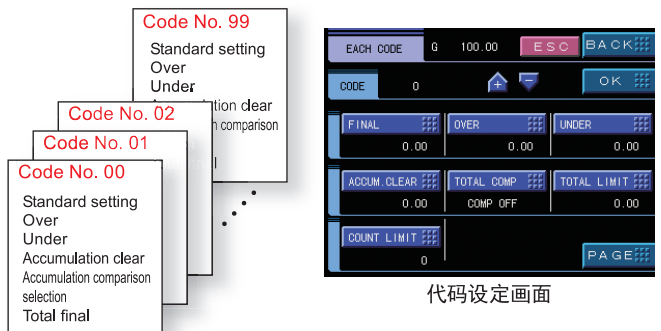 Code No. 99
Standard setting
Over
Under
Accumulation clear
comparison
Code No. 02
Code No. 01
Code No. 00
Standard setting
Over
Under
Accumulation clear
Accumulation comparison
selection
Total final
EACH CODE G 100.00 ESC BACK
CODE 0 + - OK
FINAL OVER UNDER
0.00 0.00 0.00
ACCUM.CLEAR TOTAL COMP TOTAL LIMIT
0.00 COMP OFF 0.00
COUNT LIMIT
0 PAGE
代码设定画面